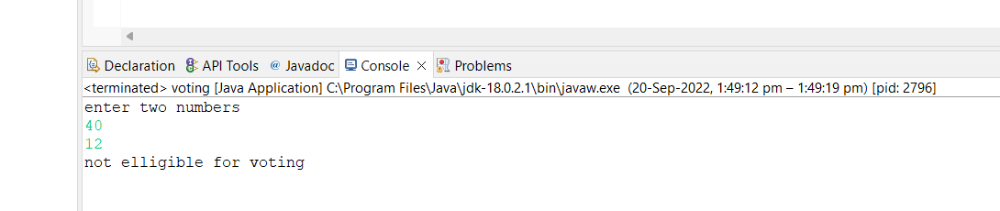 Declaration API Tools @ Javadoc Console Problems
<terminated> voting [Java Application] C:\Program Files\Java\jdk-18.0.2.1\bin\javaw.exe (20-Sep-2022, 1:49:12 pm – 1:49:19 pm) [pid: 2796]
enter two numbers
40
12
not elligible for voting